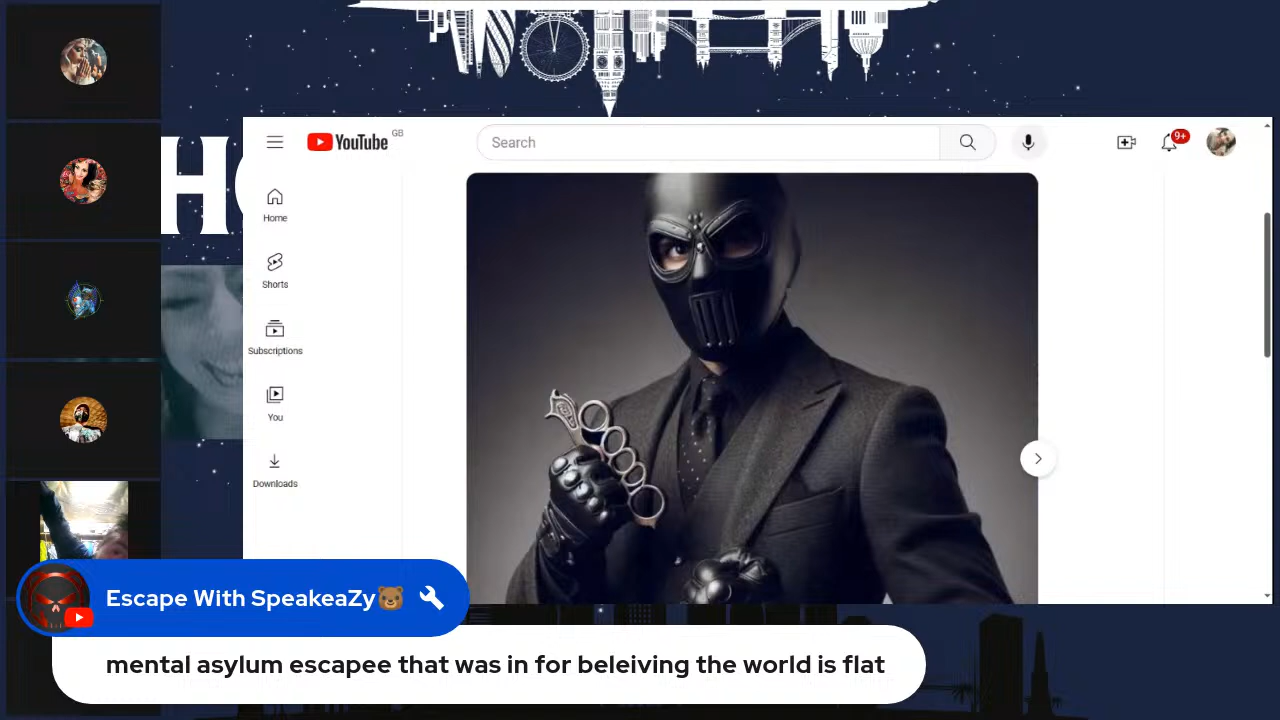 HO
YouTube GB
Search
9+
Home
Shorts
Subscriptions
You
Downloads
Escape With SpeakeaZy🐻
mental asylum escapee that was in for beleiving the world is flat